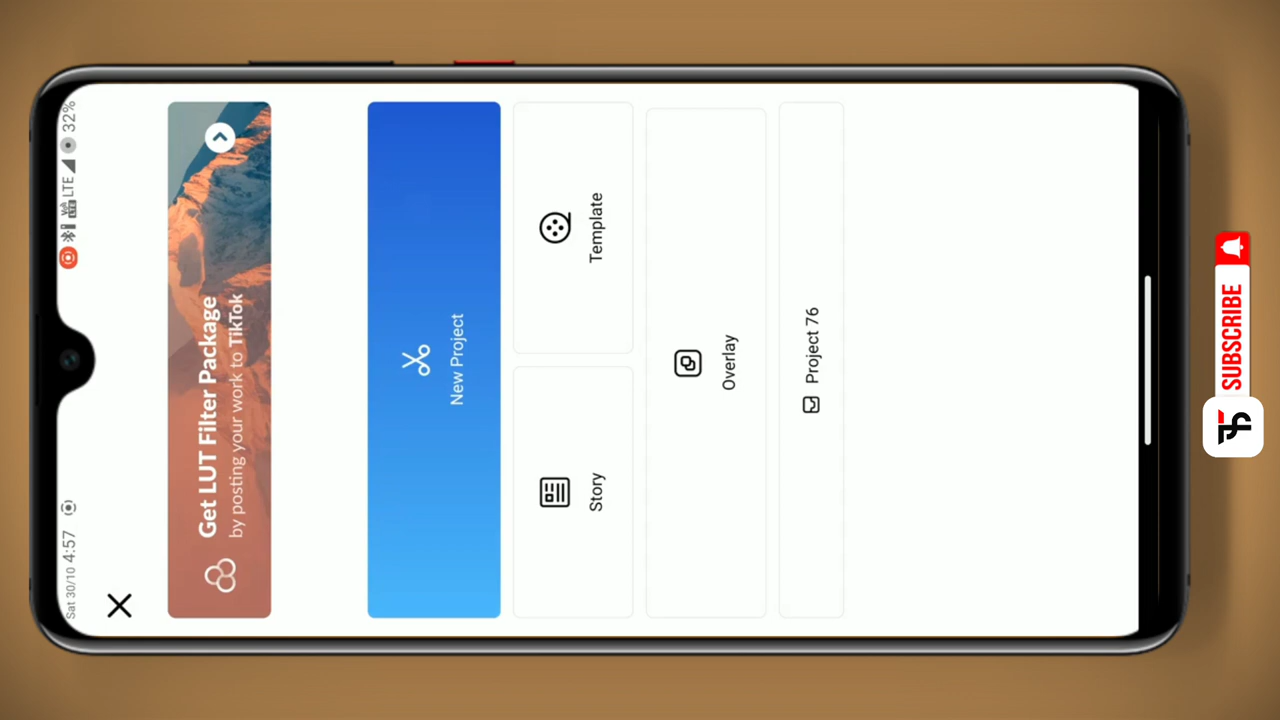 Sat 30/10 4:57
LTE 32%
Get LUT Filter Package
by posting your work to TikTok
New Project
Story
Template
Overlay
Project 76
SUBSCRIBE